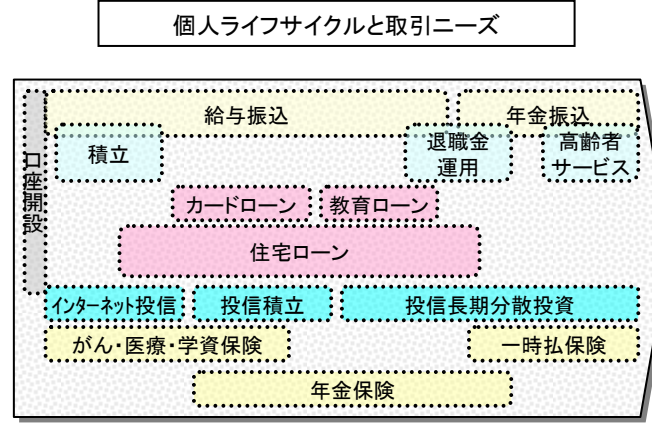 個人ライフサイクルと取引ニーズ
口座開設
給与振込
年金振込
積立
退職金
運用
高齢者
サービス
カードローン
教育ローン
住宅ローン
インターネット投信
投信積立
投信長期分散投資
がん・医療・学資保険
一時払保険
年金保険